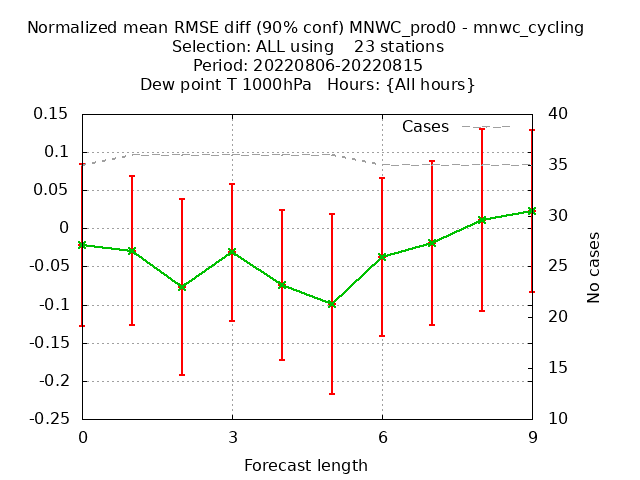 Normalized mean RMSE diff (90% conf) MNWC_prod0 - mnwc_cycling
Selection: ALL using    23 stations
Period: 20220806-20220815
Dew point T 1000hPa   Hours: {All hours}
0.15
0.1
0.05
0
-0.05
-0.1
-0.15
-0.2
-0.25
Cases
40
35
30
25
20
15
10
No cases
0 3 6 9
Forecast length